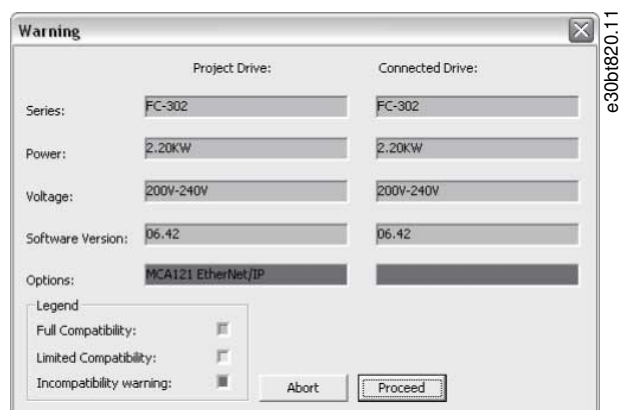 Warning
Project Drive: Connected Drive:
Series: FC-302 FC-302
Power: 2.20KW 2.20KW
Voltage: 200V-240V 200V-240V
Software Version: 06.42 06.42
Options: MCA121 EtherNet/IP
Legend
Full Compatibility:
Limited Compatibility:
Incompatibility warning:
Abort Proceed
e30bt820.11